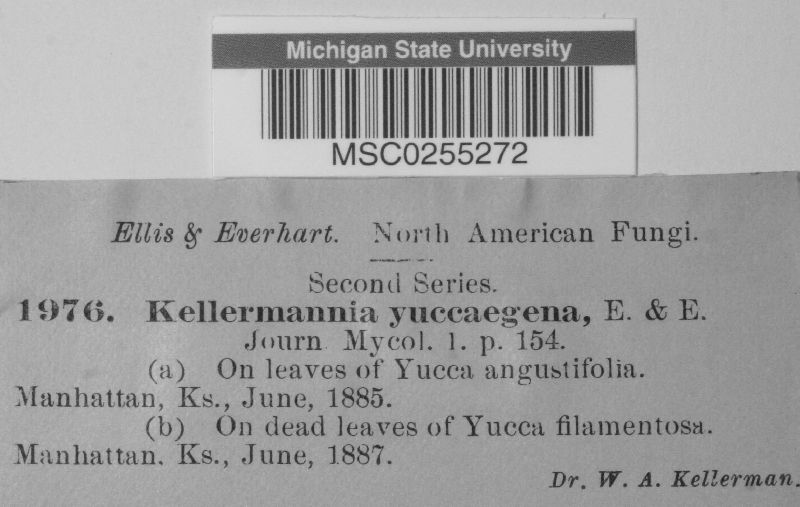 Michigan State University
MSC0255272
Ellis & Everhart. North American Fungi.
Second Series.
1976. Kellermannia yuccaegena, E. & E.
Journ. Mycol. 1. p. 154.
(a) On leaves of Yucca angustifolia.
Manhattan, Ks., June, 1885.
(b) On dead leaves of Yucca filamentosa.
Manhattan. Ks., June, 1887.
Dr. W. A. Kellerman.